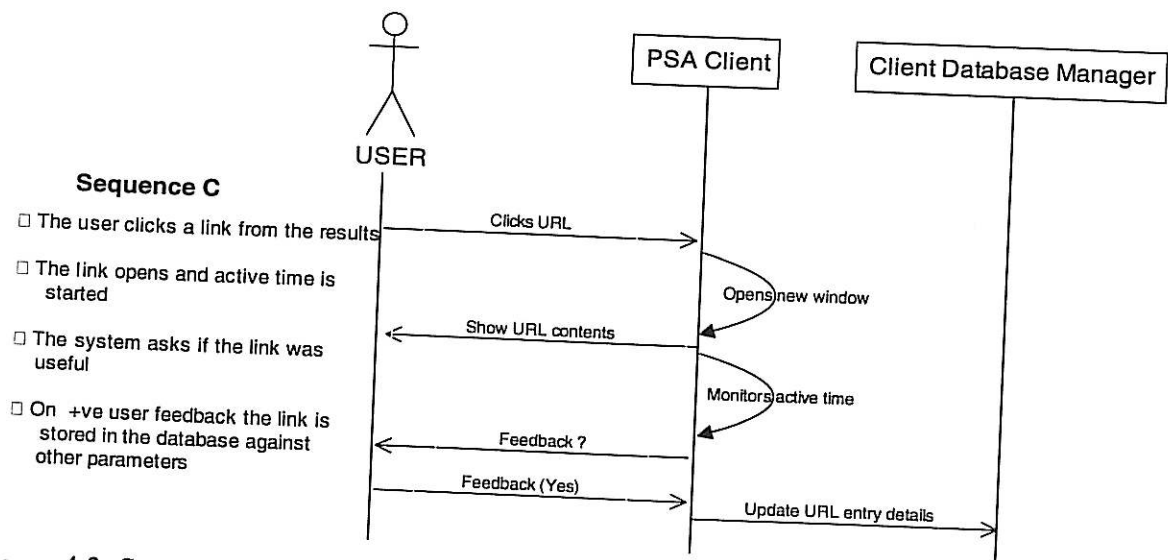 PSA Client
Client Database Manager
USER
Sequence C
□ The user clicks a link from the results
□ The link opens and active time is
started
□ The system asks if the link was
useful
□ On +ve user feedback the link is
stored in the database against
other parameters
Clicks URL
Opens new window
Show URL contents
Monitors active time
Feedback ?
Feedback (Yes)
Update URL entry details